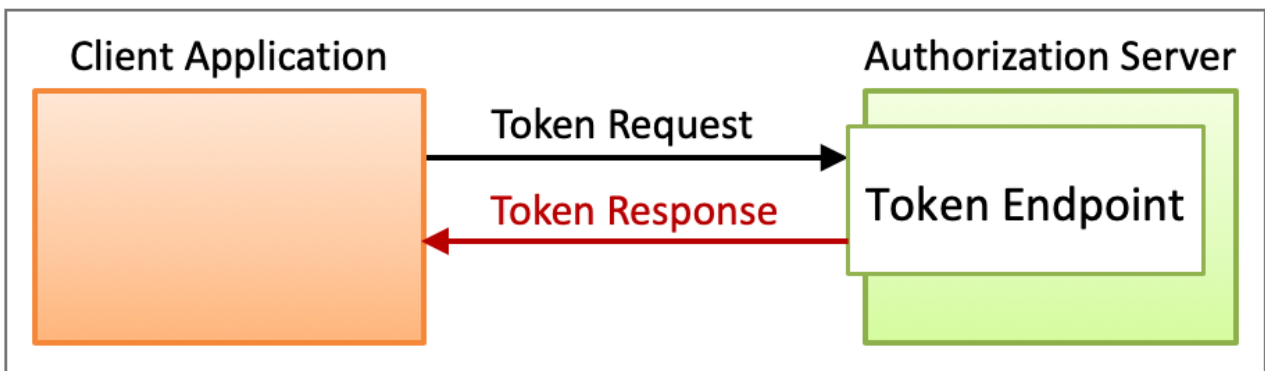 Client Application
Authorization Server
Token Request
Token Response
Token Endpoint